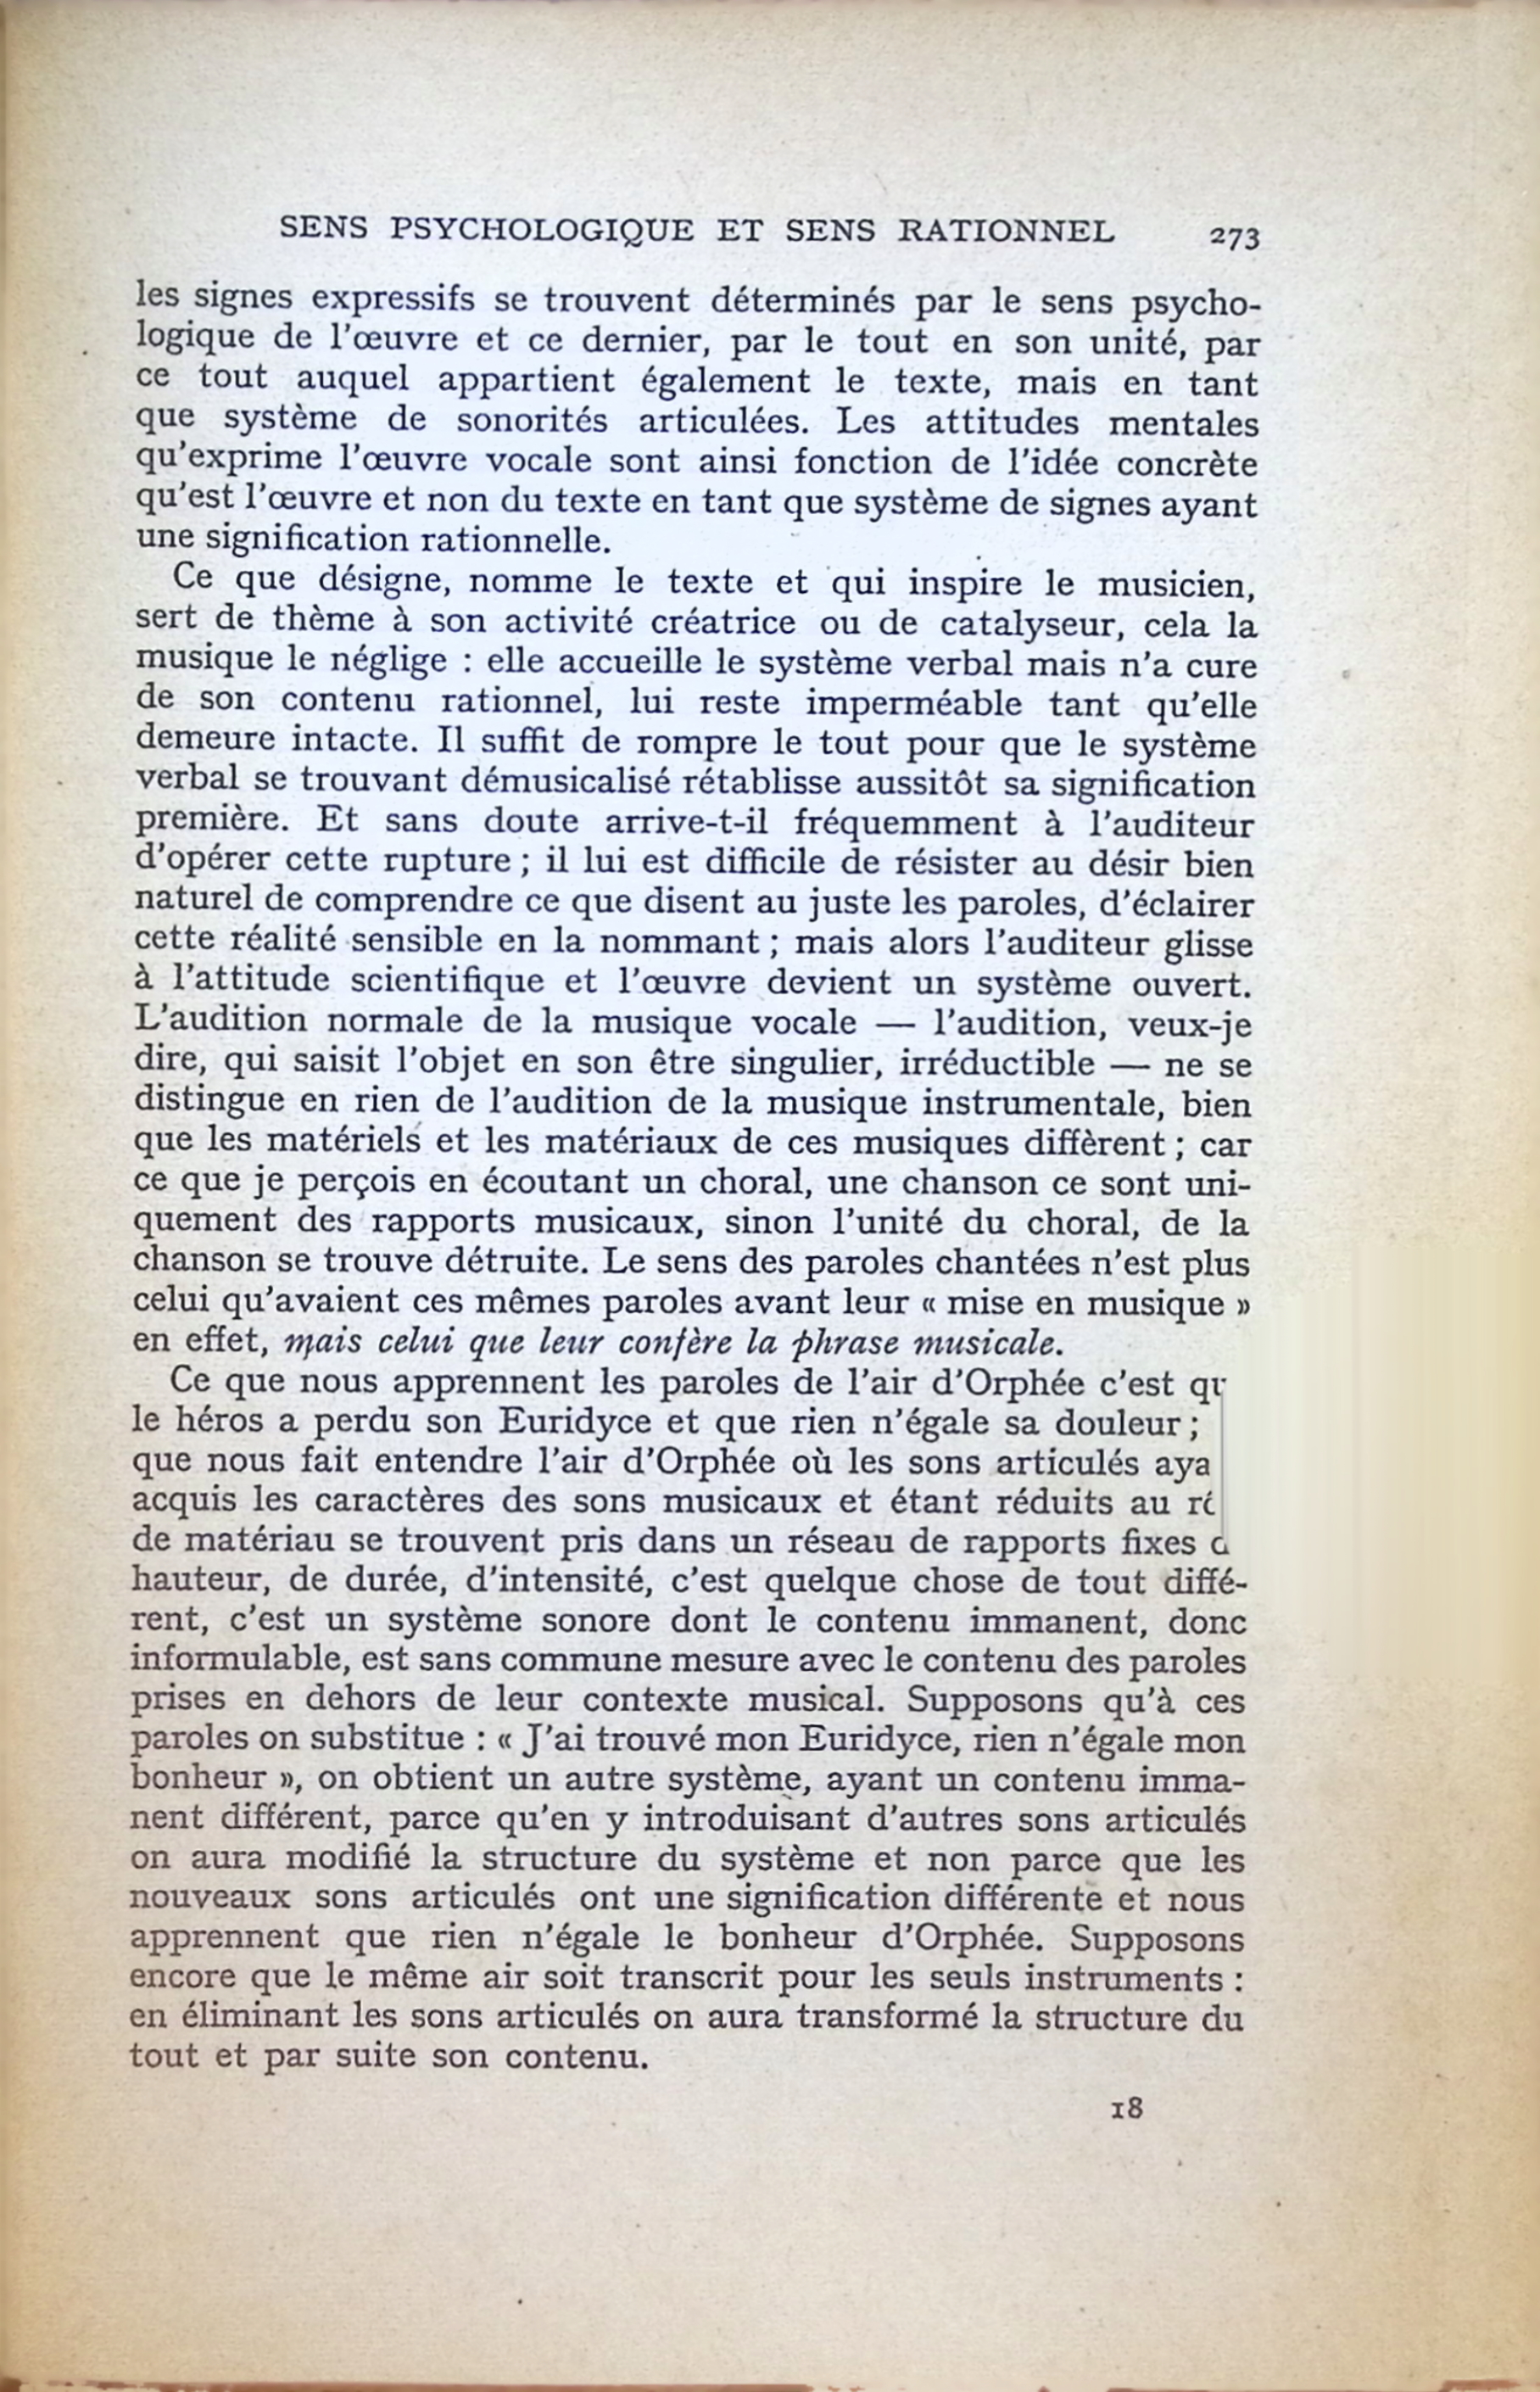 SENS PSYCHOLOGIQUE ET SENS RATIONNEL 273
les signes expressifs se trouvent déterminés par le sens psycho-
logique de l'œuvre et ce dernier, par le tout en son unité, par
ce tout auquel appartient également le texte, mais en tant
que système de sonorités articulées. Les attitudes mentales
qu'exprime l'œuvre vocale sont ainsi fonction de l'idée concrète
qu'est l'œuvre et non du texte en tant que système de signes ayant
une signification rationnelle.
Ce que désigne, nomme le texte et qui inspire le musicien,
sert de thème à son activité créatrice ou de catalyseur, cela la
musique le néglige : elle accueille le système verbal mais n'a cure
de son contenu rationnel, lui reste imperméable tant qu'elle
demeure intacte. Il suffit de rompre le tout pour que le système
verbal se trouvant démusicalisé rétablisse aussitôt sa signification
première. Et sans doute arrive-t-il fréquemment à l'auditeur
d'opérer cette rupture ; il lui est difficile de résister au désir bien
naturel de comprendre ce que disent au juste les paroles, d'éclairer
cette réalité sensible en la nommant ; mais alors l'auditeur glisse
à l'attitude scientifique et l'œuvre devient un système ouvert.
L'audition normale de la musique vocale — l'audition, veux-je
dire, qui saisit l'objet en son être singulier, irréductible — ne se
distingue en rien de l'audition de la musique instrumentale, bien
que les matériels et les matériaux de ces musiques diffèrent ; car
ce que je perçois en écoutant un choral, une chanson ce sont uni-
quement des rapports musicaux, sinon l'unité du choral, de la
chanson se trouve détruite. Le sens des paroles chantées n'est plus
celui qu'avaient ces mêmes paroles avant leur « mise en musique »
en effet, mais celui que leur confère la phrase musicale.
Ce que nous apprennent les paroles de l'air d'Orphée c'est
le héros a perdu son Euridyce et que rien n'égale sa douleur ;
que nous fait entendre l'air d'Orphée où les sons articulés
acquis les caractères des sons musicaux et étant réduits au
de matériau se trouvent pris dans un réseau de rapports fixes
hauteur, de durée, d'intensité, c'est quelque chose de tout diffé-
rent, c'est un système sonore dont le contenu immanent, donc
informulable, est sans commune mesure avec le contenu des paroles
prises en dehors de leur contexte musical. Supposons qu'à ces
paroles on substitue : « J'ai trouvé mon Euridyce, rien n'égale mon
bonheur », on obtient un autre système, ayant un contenu imma-
nent différent, parce qu'en y introduisant d'autres sons articulés
on aura modifié la structure du système et non parce que les
nouveaux sons articulés ont une signification différente et nous
apprennent que rien n'égale le bonheur d'Orphée. Supposons
encore que le même air soit transcrit pour les seuls instruments :
en éliminant les sons articulés on aura transformé la structure du
tout et par suite son contenu.
18